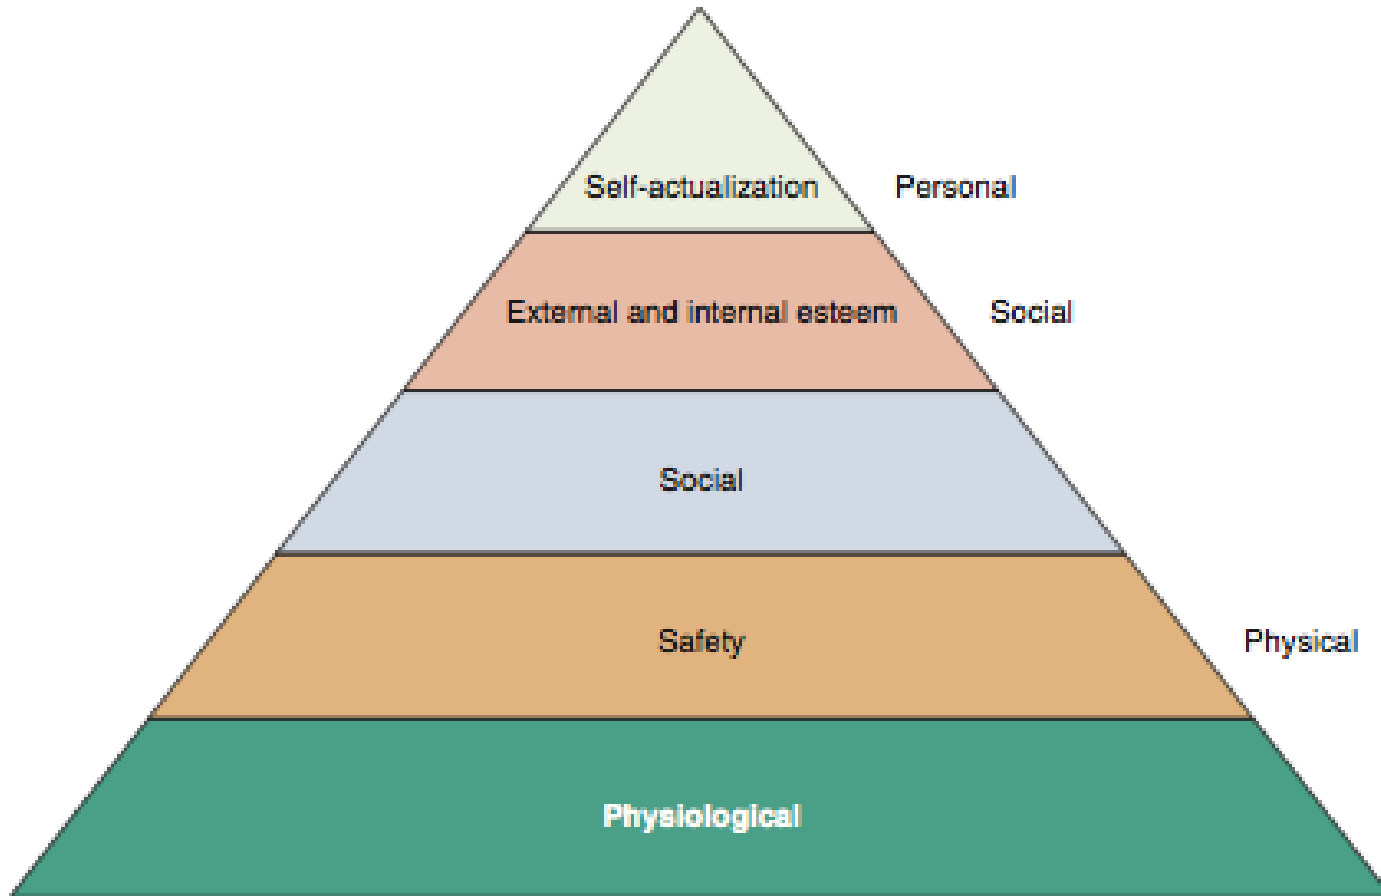 Self-actualization
Personal
External and internal esteem
Social
Social
Safety
Physical
Physiological